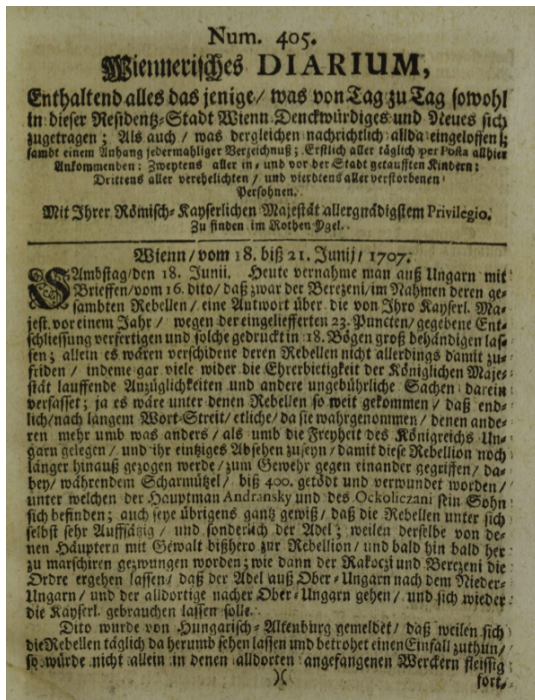 Num. 405.
Wiennerisches DIARIUM,
Enthaltend alles das jenige / was von Tag zu Tag sowohl
in dieser Residentz-Stadt Wienn Denckwürdiges und Neues sich
zugetragen ; Als auch / was dergleichen nachrichtlich allda eingeloffen ;
sambt einem Anhang jedermahliger Verzeichnuß ; Erstlich aller täglich per Posta allhier
Ankommenden : Zweytens aller in- und vor der Stadt getaufften Kindern :
Drittens aller verehelichten / und vierdtens aller verstorbenen
Persohnen.
Mit Ihrer Römisch-Kayserlichen Majestät allergnädigstem Privilegio.
Zu finden im Rothen Ygel.
Wienn / vom 18. biß 21. Junij / 1707.
SAmbstag / den 18. Junii. Heute vernahme man auß Ungarn mit
Brieffen / vom 16. dito / daß zwar der Berezeni / im Nahmen deren ge-
sambten Rebellen / eine Antwort über die von Ihro Kayserl. Ma-
jest. vor einem Jahr / wegen der eingelieffertten 23. Puncten / gegebene Ent-
schliessung verfertigen und solche gedruckt in 18. Bögen groß behändigen las-
sen ; allein es wären verschidene deren Rebellen nicht allerdings damit zu-
friden / indeme gar viele wider die Ehrerbietigkeit der Königlichen Majes-
stät lauffende Anzüglichkeiten und andere ungebührliche Sachen darein
verfasset ; ja es wäre unter denen Rebellen so weit gekommen / daß end-
lich / nach langem Wort-Streit / etliche / da sie wahrgenommen / denen ande-
ren mehr umb was anders / als umb die Freyheit des Königreichs Un-
garn gelegen / und ihr eintziges Absehen zu seyn / damit diese Rebellion noch
länger hinauß gezogen werde / zum Gewehr gegen einander gegriffen / da-
bey / währendem Scharmützel / biß 400. getödt und verwundet worden /
unter welchen der Hauptman Andransky und des Ockoliczani sein Sohn
sich befinden ; auch seye übrigens gantz gewiß / daß die Rebellen unter sich
selbst sehr Auffsätzig / und sonderlich der Adel ; weilen derselbe von de-
nen Häuptern mit Gewalt bißhero zur Rebellion / und bald hin bald her
zu marschiren gezwungen worden ; wie dann der Rakoczi und Berezeni die
Ordre ergehen lassen / daß der Adel auß Ober-Ungarn nach dem Nieder-
Ungarn / und der alldortige nacher Ober-Ungarn gehen / und sich wieder
die Kayserl. gebrauchen lassen solle.
Dito wurde von Hungarisch-Altenburg gemeldet / daß weilen sich
die Rebellen täglich da herumb sehen lassen und betrohet einen Einfall zuthun /
so würde nicht allein in denen alldorten angefangenen Werckern fleissig
)( fort-